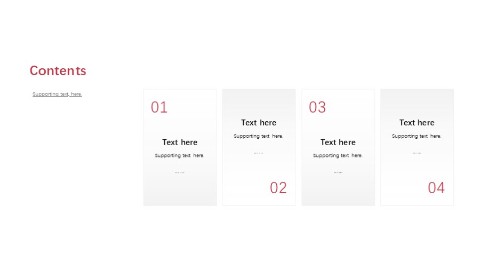 Contents
Supporting text here.
01
Text here
Supporting text here.
Text here
Supporting text here.
02
03
Text here
Supporting text here.
Text here
Supporting text here.
04